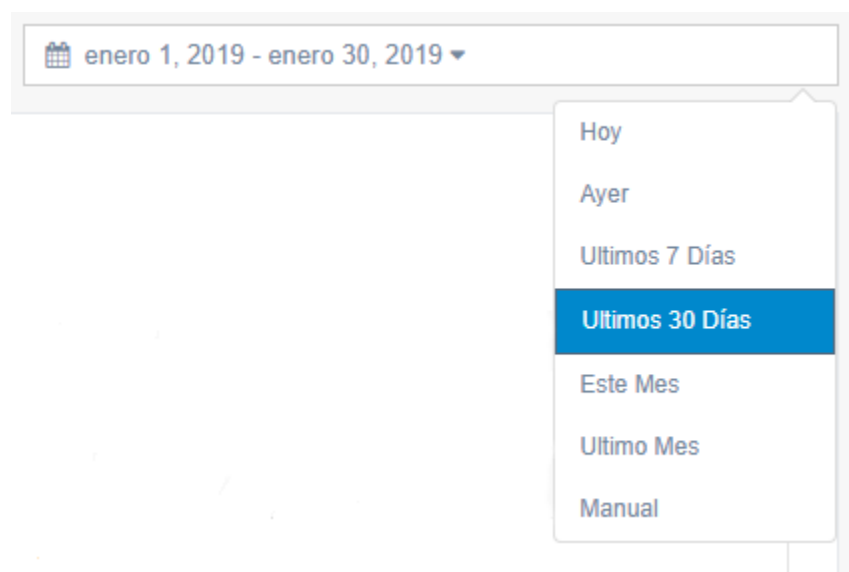 enero 1, 2019 - enero 30, 2019
Hoy
Ayer
Ultimos 7 Días
Ultimos 30 Días
Este Mes
Ultimo Mes
Manual